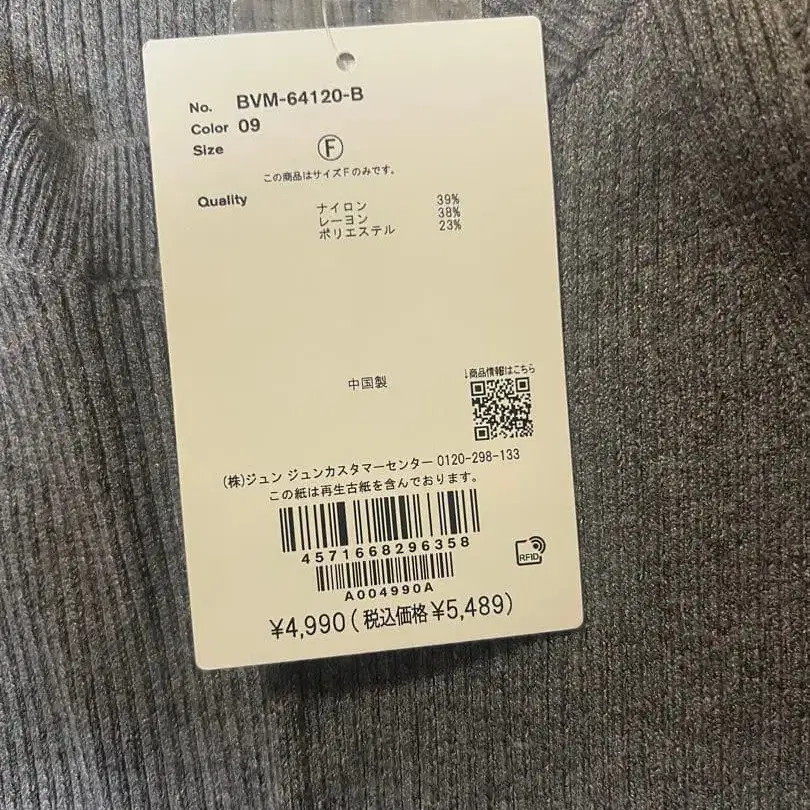 No. BVM-64120-B
Color 09
Size Ⓕ
この商品はサイズFのみです。
Quality
ナイロン 39%
レーヨン 38%
ポリエステル 23%
中国製
↓商品情報はこちら
(株)ジュン ジュンカスタマーセンター 0120-298-133
この紙は再生古紙を含んでおります。
4571668296358
RFID
A004990A
¥4,990(税込価格¥5,489)